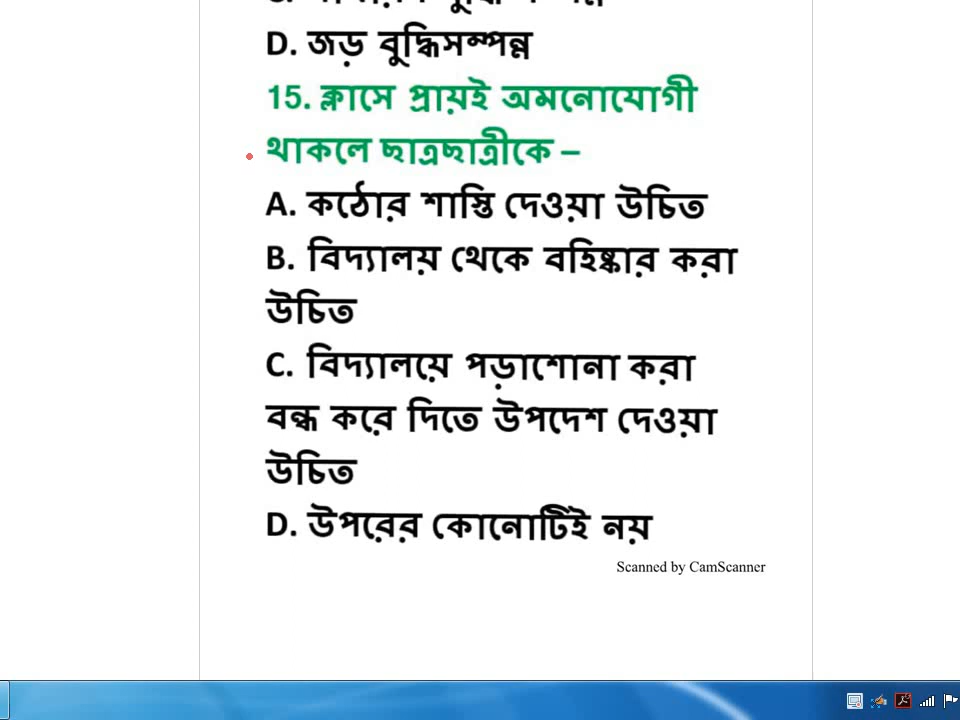 D. জড় বুদ্ধিসম্পন্ন
15. ক্লাসে প্রায়ই অমনোযোগী
থাকলে ছাত্রছাত্রীকে –
A. কঠোর শাস্তি দেওয়া উচিত
B. বিদ্যালয় থেকে বহিষ্কার করা
উচিত
C. বিদ্যালয়ে পড়াশোনা করা
বন্ধ করে দিতে উপদেশ দেওয়া
উচিত
D. উপরের কোনোটিই নয়
Scanned by CamScanner